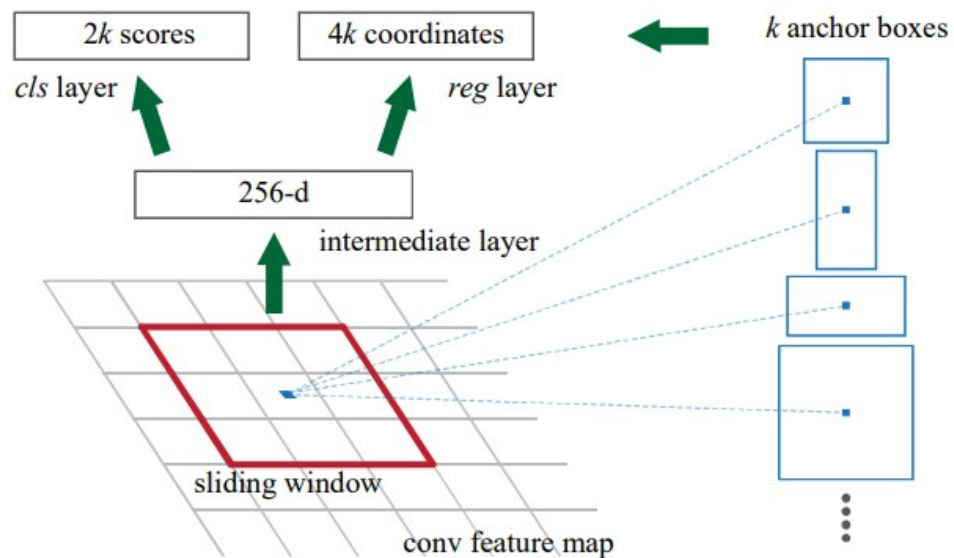 2k scores
4k coordinates
k anchor boxes
cls layer
reg layer
256-d
intermediate layer
sliding window
conv feature map